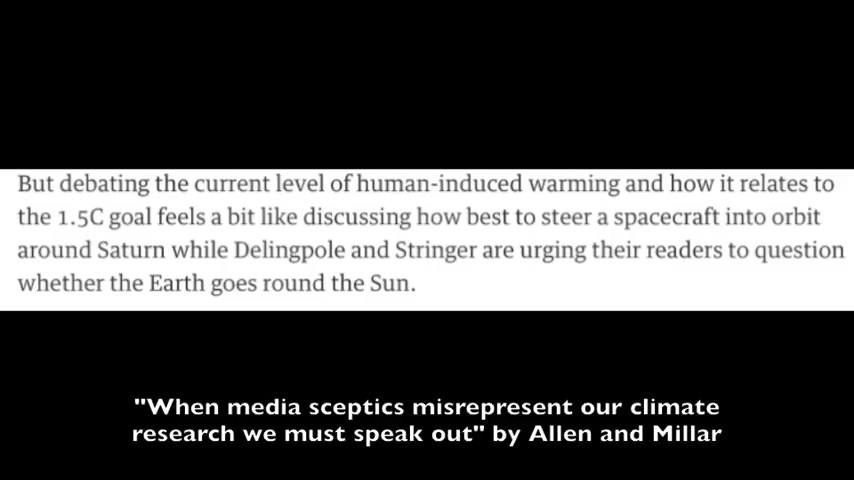 But debating the current level of human-induced warming and how it relates to
the 1.5C goal feels a bit like discussing how best to steer a spacecraft into orbit
around Saturn while Delingpole and Stringer are urging their readers to question
whether the Earth goes round the Sun.
"When media sceptics misrepresent our climate
research we must speak out" by Allen and Millar